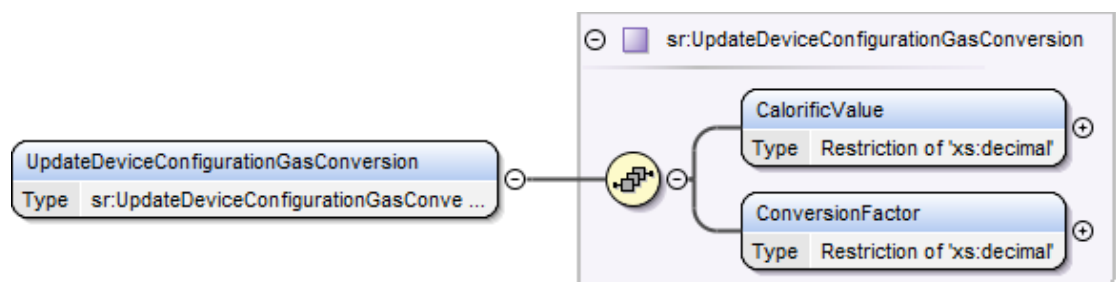 sr:UpdateDeviceConfigurationGasConversion
CalorificValue
Type Restriction of 'xs:decimal'
UpdateDeviceConfigurationGasConversion
Type sr:UpdateDeviceConfigurationGasConve ...
ConversionFactor
Type Restriction of 'xs:decimal'